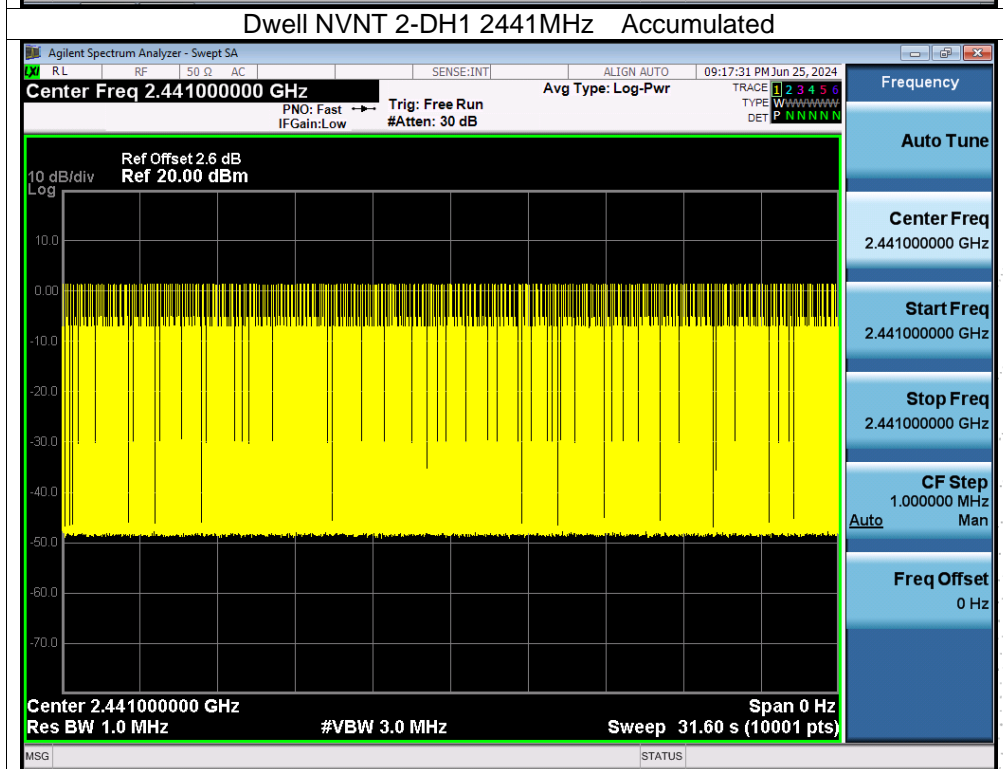 Dwell NVNT 2-DH1 2441MHz Accumulated
Agilent Spectrum Analyzer - Swept SA
LXI RL RF 50 Ω AC SENSE:INT ALIGN AUTO 09:17:31 PM Jun 25, 2024
Center Freq 2.441000000 GHz
PNO: Fast
IFGain:Low
Trig: Free Run
#Atten: 30 dB
Avg Type: Log-Pwr
TRACE 1 2 3 4 5 6
TYPE WWWWWW
DET P N N N N N
Ref Offset 2.6 dB
10 dB/div Ref 20.00 dBm
Log
10.0
0.00
-10.0
-20.0
-30.0
-40.0
-50.0
-60.0
-70.0
Center 2.441000000 GHz Span 0 Hz
Res BW 1.0 MHz #VBW 3.0 MHz Sweep 31.60 s (10001 pts)
MSG STATUS
Frequency
Auto Tune
Center Freq
2.441000000 GHz
Start Freq
2.441000000 GHz
Stop Freq
2.441000000 GHz
CF Step
1.000000 MHz
Auto Man
Freq Offset
0 Hz